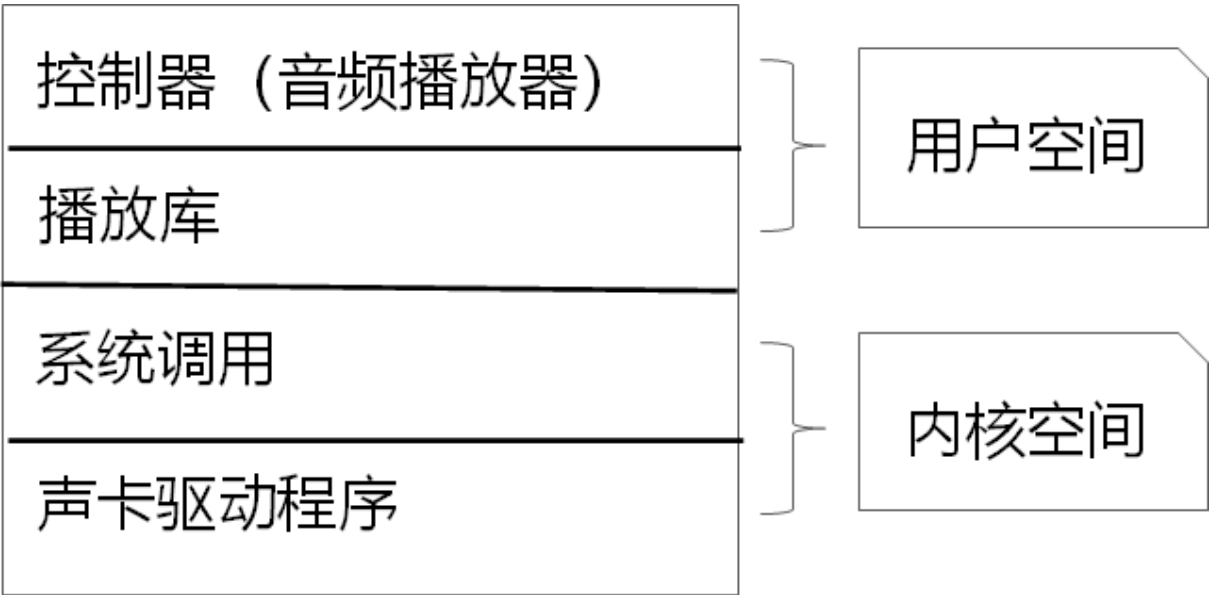 控制器（音频播放器）
播放库
用户空间
系统调用
声卡驱动程序
内核空间